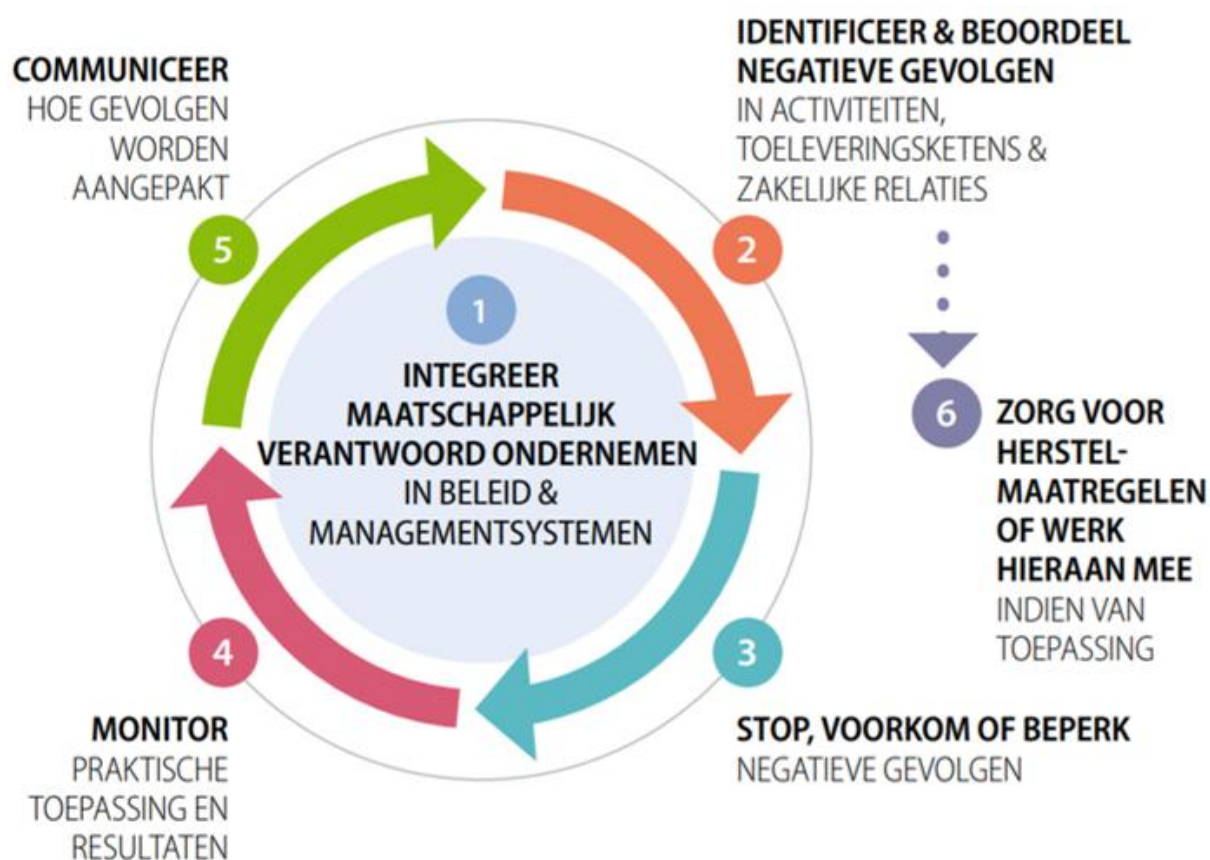 1
INTEGREER
MAATSCHAPPELIJK
VERANTWOORD ONDERNEMEN
IN BELEID &
MANAGEMENTSYSTEMEN
2
IDENTIFICEER & BEOORDEEL
NEGATIEVE GEVOLGEN
IN ACTIVITEITEN,
TOELEVERINGSKETENS &
ZAKELIJKE RELATIES
3
STOP, VOORKOM OF BEPERK
NEGATIEVE GEVOLGEN
4
MONITOR
PRAKTISCHE
TOEPASSING EN
RESULTATEN
5
COMMUNICEER
HOE GEVOLGEN
WORDEN
AANGEPAKT
6
ZORG VOOR
HERSTEL-
MAATREGELEN
OF WERK
HIERAAN MEE
INDIEN VAN
TOEPASSING